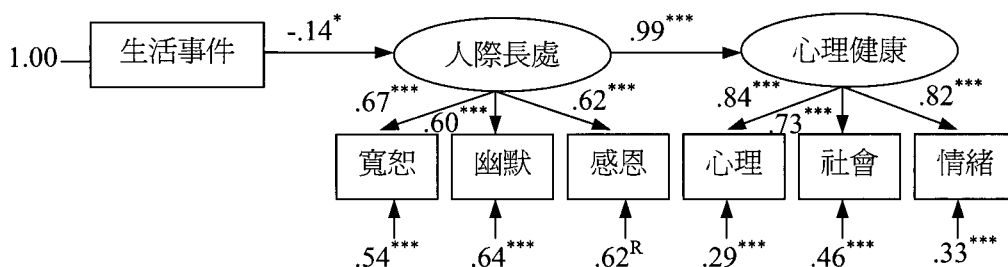 -.14* .99***
1.00 生活事件 人際長處 心理健康
.67*** .60*** .62*** .84*** .73*** .82***
寬恕 幽默 感恩 心理 社會 情緒
.54*** .64*** .62R .29*** .46*** .33***